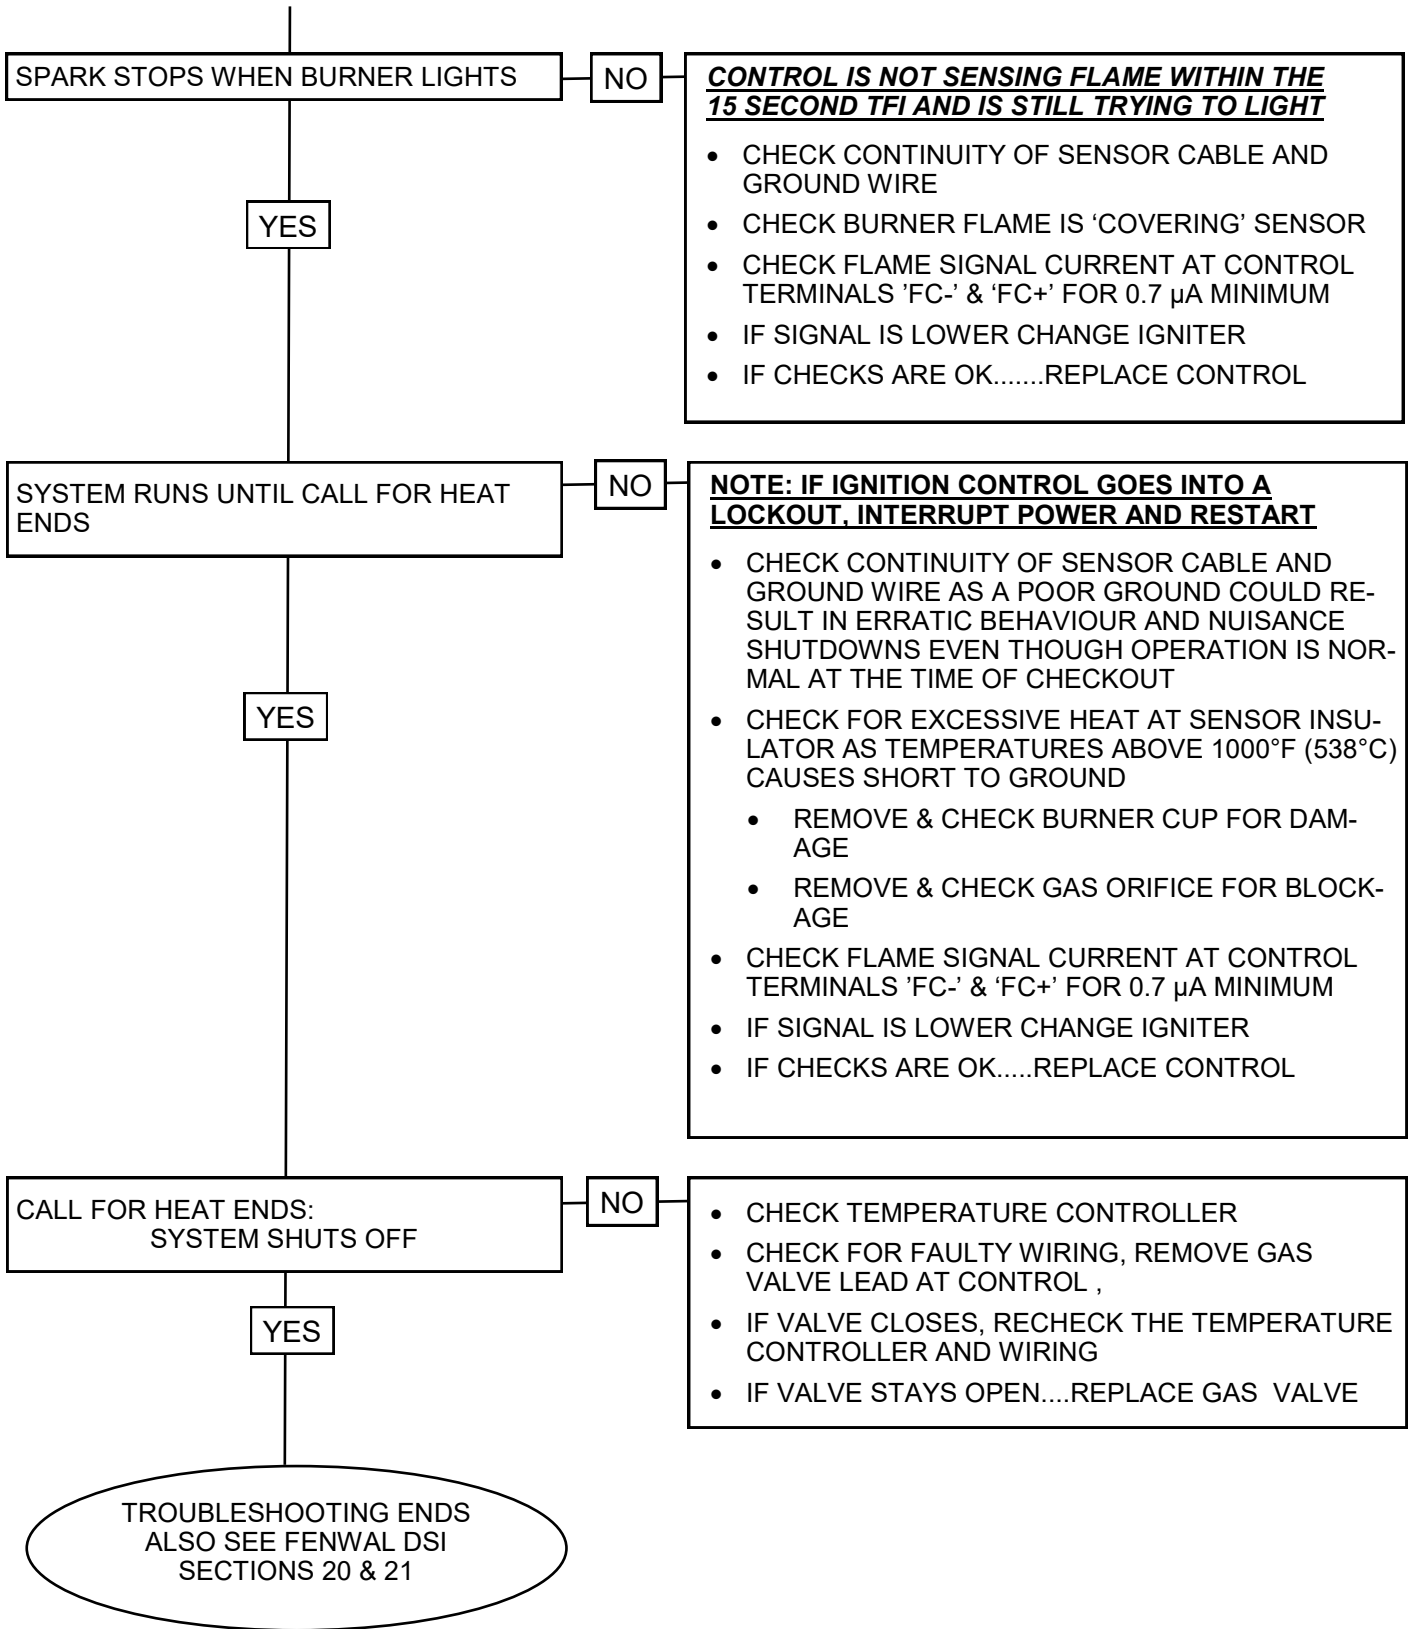 SPARK STOPS WHEN BURNER LIGHTS
NO
CONTROL IS NOT SENSING FLAME WITHIN THE
15 SECOND TFI AND IS STILL TRYING TO LIGHT
• CHECK CONTINUITY OF SENSOR CABLE AND
GROUND WIRE
• CHECK BURNER FLAME IS ‘COVERING’ SENSOR
• CHECK FLAME SIGNAL CURRENT AT CONTROL
TERMINALS ’FC-’ & ‘FC+’ FOR 0.7 µA MINIMUM
• IF SIGNAL IS LOWER CHANGE IGNITER
• IF CHECKS ARE OK.......REPLACE CONTROL
YES
SYSTEM RUNS UNTIL CALL FOR HEAT
ENDS
NO
NOTE: IF IGNITION CONTROL GOES INTO A
LOCKOUT, INTERRUPT POWER AND RESTART
• CHECK CONTINUITY OF SENSOR CABLE AND
GROUND WIRE AS A POOR GROUND COULD RE-
SULT IN ERRATIC BEHAVIOUR AND NUISANCE
SHUTDOWNS EVEN THOUGH OPERATION IS NOR-
MAL AT THE TIME OF CHECKOUT
• CHECK FOR EXCESSIVE HEAT AT SENSOR INSU-
LATOR AS TEMPERATURES ABOVE 1000°F (538°C)
CAUSES SHORT TO GROUND
• REMOVE & CHECK BURNER CUP FOR DAM-
AGE
• REMOVE & CHECK GAS ORIFICE FOR BLOCK-
AGE
• CHECK FLAME SIGNAL CURRENT AT CONTROL
TERMINALS ’FC-’ & ‘FC+’ FOR 0.7 µA MINIMUM
• IF SIGNAL IS LOWER CHANGE IGNITER
• IF CHECKS ARE OK.....REPLACE CONTROL
YES
CALL FOR HEAT ENDS:
SYSTEM SHUTS OFF
NO
• CHECK TEMPERATURE CONTROLLER
• CHECK FOR FAULTY WIRING, REMOVE GAS
VALVE LEAD AT CONTROL ,
• IF VALVE CLOSES, RECHECK THE TEMPERATURE
CONTROLLER AND WIRING
• IF VALVE STAYS OPEN....REPLACE GAS VALVE
YES
TROUBLESHOOTING ENDS
ALSO SEE FENWAL DSI
SECTIONS 20 & 21